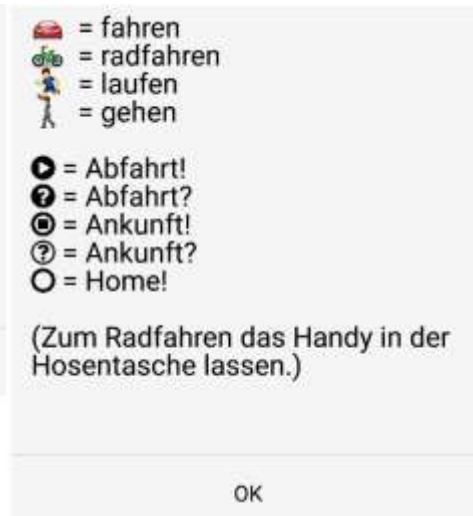 = fahren
= radfahren
= laufen
= gehen
= Abfahrt!
? = Abfahrt?
= Ankunft!
? = Ankunft?
= Home!
(Zum Radfahren das Handy in der
Hosentasche lassen.)
OK